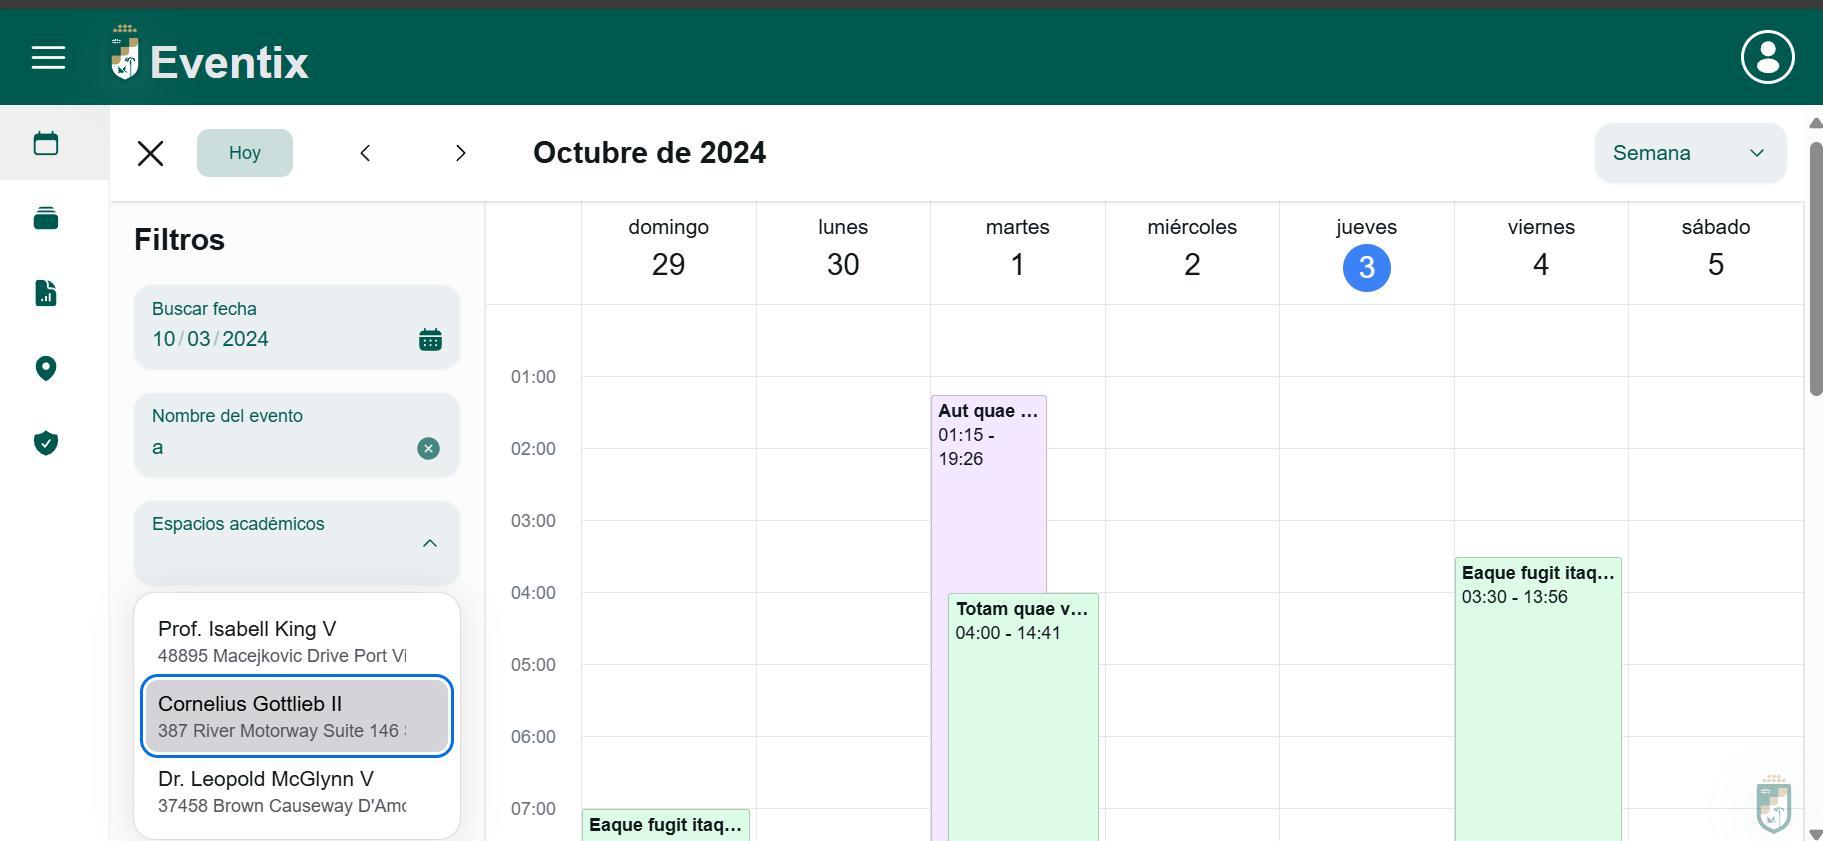 Eventix
Hoy
Octubre de 2024
Semana
Filtros
Buscar fecha
10/03/2024
Nombre del evento
a
Espacios académicos
Prof. Isabell King V
48895 Macejkovic Drive Port Vi
Cornelius Gottlieb II
387 River Motorway Suite 146
Dr. Leopold McGlynn V
37458 Brown Causeway D'Amo
domingo lunes martes miércoles jueves viernes sábado
29 30 1 2 3 4 5
01:00
Aut quae ...
01:15 -
19:26
02:00
03:00
Eaque fugit itaq...
03:30 - 13:56
04:00
Totam quae v...
04:00 - 14:41
05:00
06:00
07:00
Eaque fugit itaq...